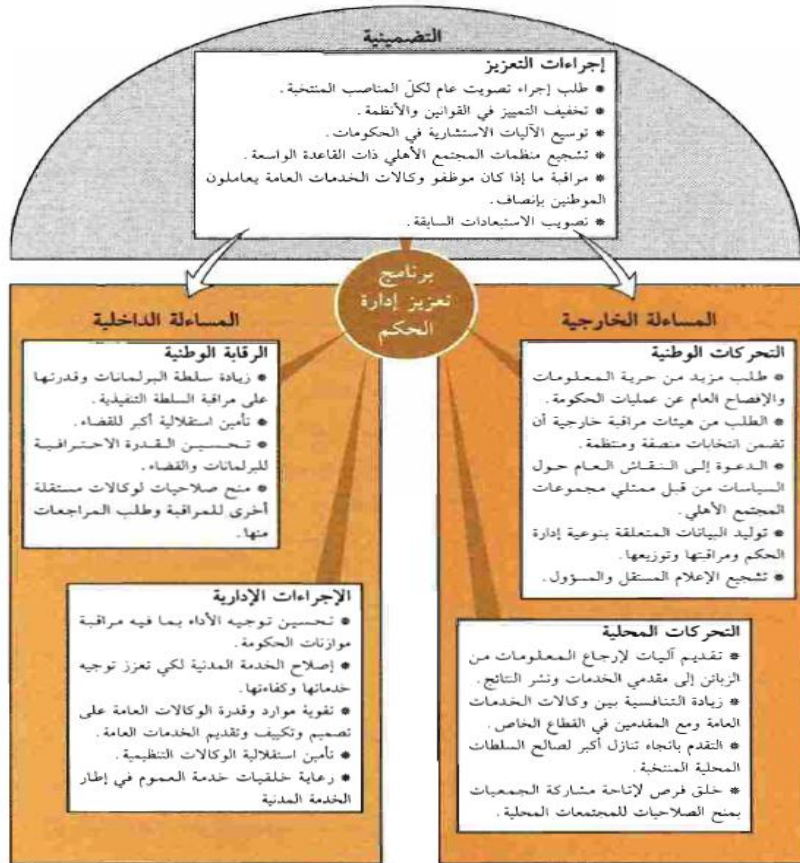 التضمينية
إجراءات التعزيز
* طلب إجراء تصويت عام لكلّ المناصب المنتخبة.
* تخفيف التمييز في القوانين والأنظمة.
* توسيع الآليات الاستشارية في الحكومات.
* تشجيع منظمات المجتمع الأهلي ذات القاعدة الواسعة.
* مراقبة ما إذا كان موظفو وكالات الخدمات العامة يعاملون
الموطنين بإنصاف.
* تصويب الاستبعادات السابقة.
برنامج
تعزيز إدارة
الحكم
المساءلة الخارجية
التحركات الوطنية
* طلب مزيد من حرية المعلومات
والإفصاح العام عن عمليات الحكومة.
* الطلب من هيئات مراقبة خارجية أن
تضمن انتخابات منصفة ومنتظمة.
* الدعوة إلى النقاش العام حول
السياسات من قبل ممثلي مجموعات
المجتمع الأهلي.
* توليد البيانات المتعلقة بنوعية إدارة
الحكم ومراقبتها وتوزيعها.
* تشجيع الإعلام المستقل والمسؤول.
التحركات المحلية
* تقديم آليات لإرجاع المعلومات من
الزبائن إلى مقدمي الخدمات ونشر النتائج.
* زيادة التنافسية بين وكالات الخدمات
العامة ومع المقدمين في القطاع الخاص.
* التقدم باتجاه تنازل أكبر لصالح السلطات
المحلية المنتخبة.
* خلق فرص لإتاحة مشاركة الجمعيات
بمنح الصلاحيات للمجتمعات المحلية.
المساءلة الداخلية
الرقابة الوطنية
* زيادة سلطة البرلمانات وقدرتها
على مراقبة السلطة التنفيذية.
* تأمين استقلالية أكبر للقضاء.
* تحسين القدرة الاحترافية
للبرلمانات والقضاء.
* منح صلاحيات لوكالات مستقلة
أخرى للمراقبة وطلب المراجعات
منها.
الإجراءات الإدارية
* تحسين توجيه الأداء بما فيه مراقبة
موازنات الحكومة.
* إصلاح الخدمة المدنية لكي تعزز توجيه
خدماتها وكفاءتها.
* تقوية موارد وقدرة الوكالات العامة على
تصميم وتكييف وتقديم الخدمات العامة.
* تأمين استقلالية الوكالات التنظيمية.
* رعاية خلفيات خدمة العموم في إطار
الخدمة المدنية